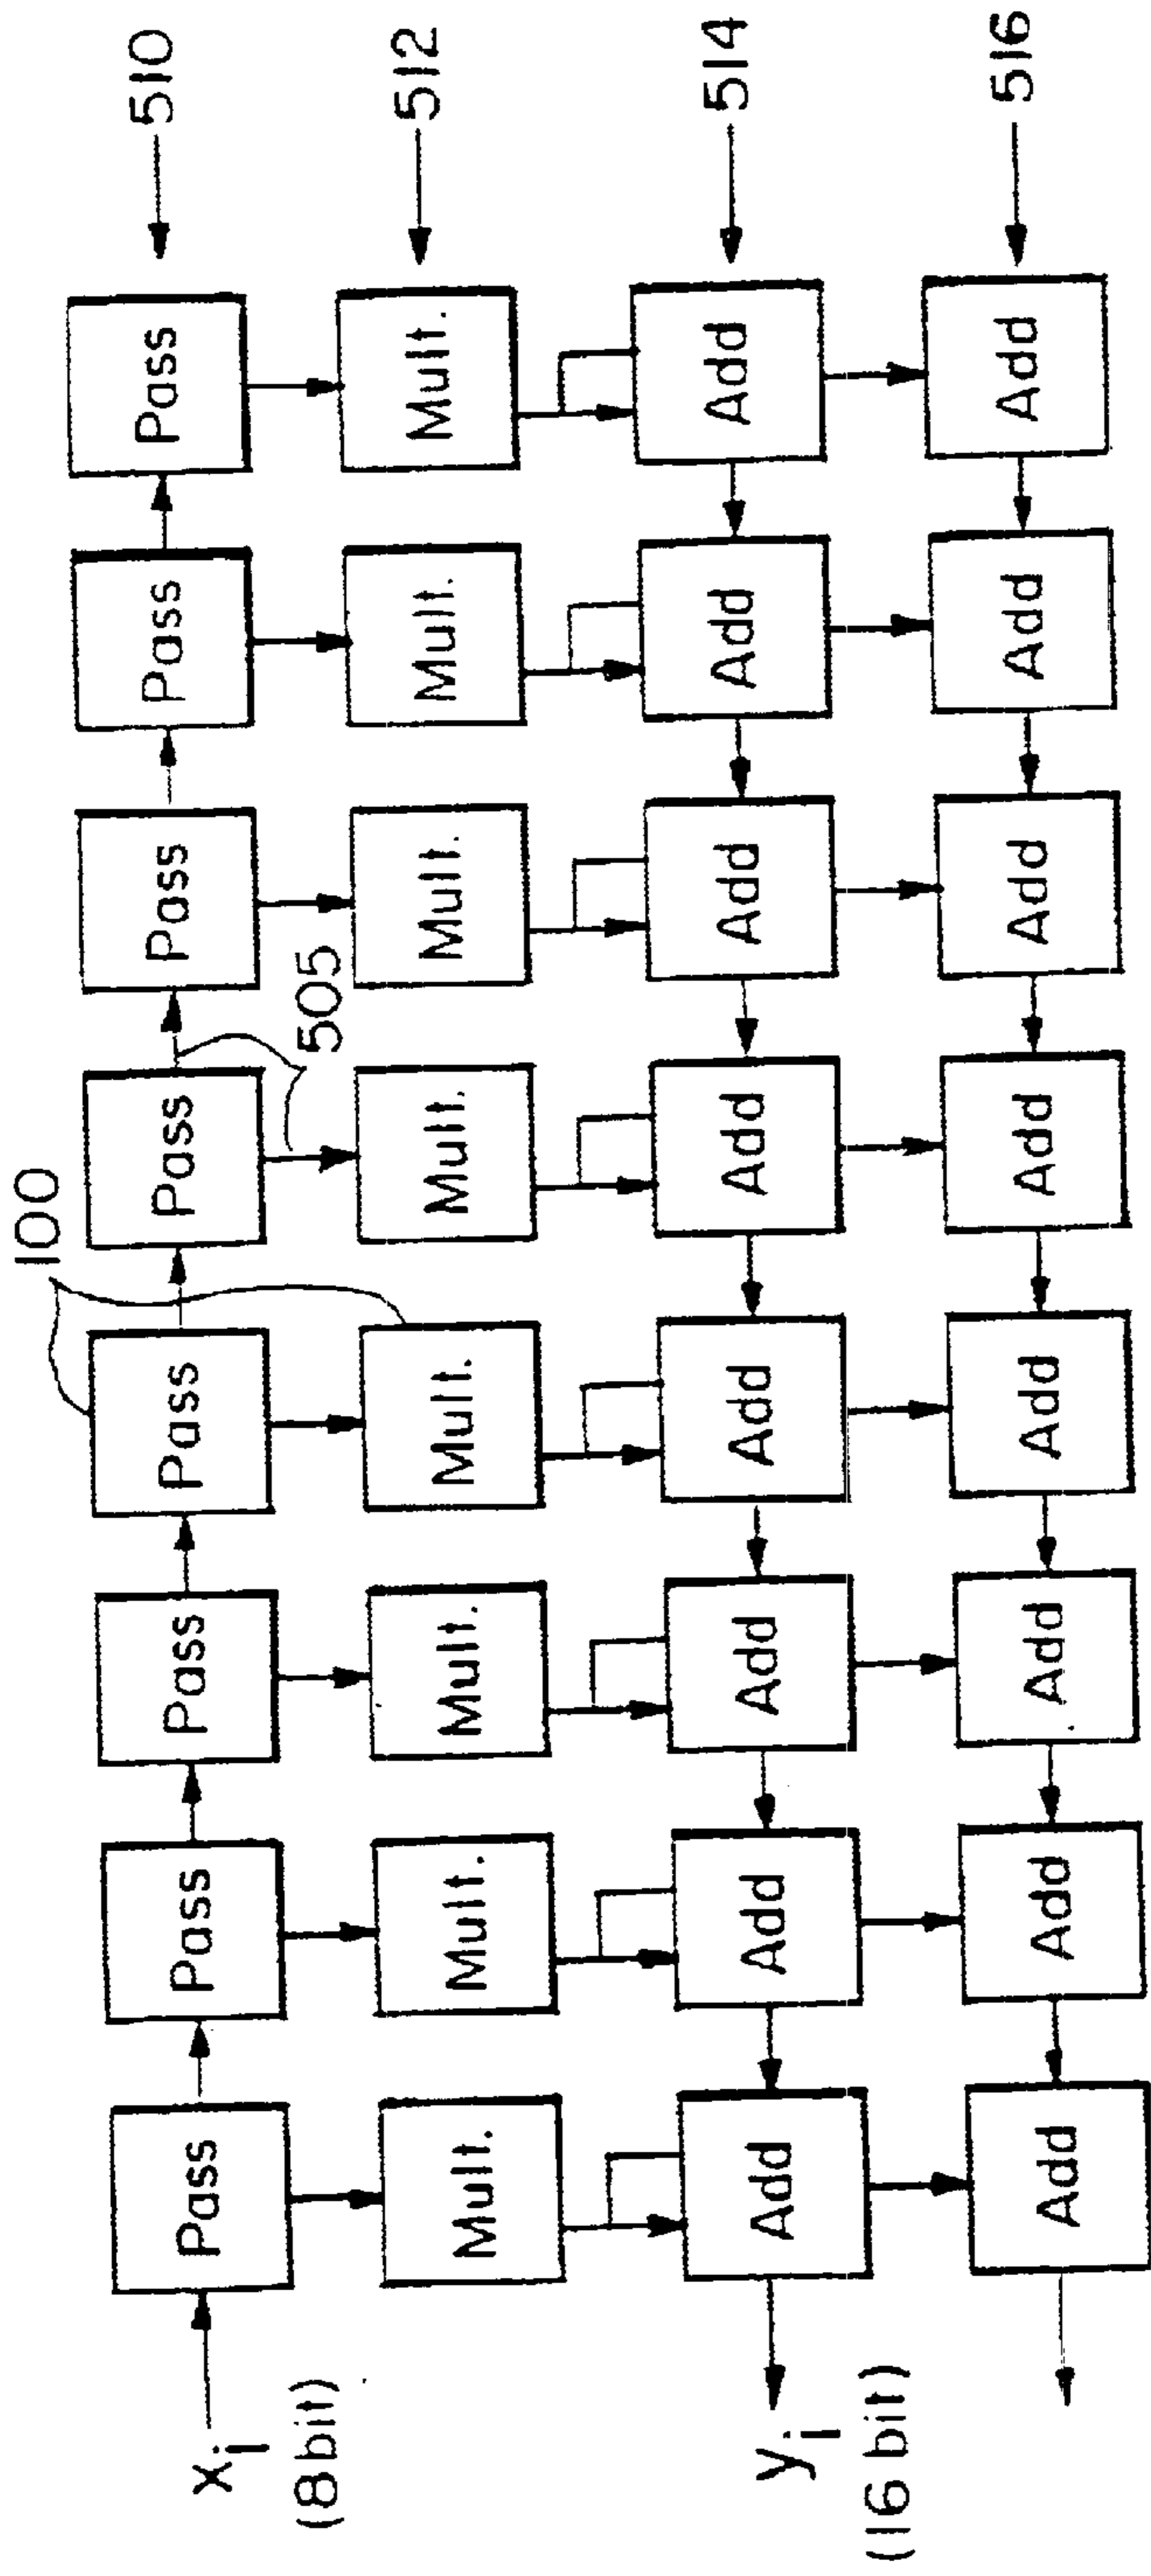 100
505
x_i
(8 bit)
Pass Pass Pass Pass Pass Pass Pass Pass
510
Mult. Mult. Mult. Mult. Mult. Mult. Mult. Mult.
512
y_i
(16 bit)
Add Add Add Add Add Add Add Add
514
Add Add Add Add Add Add Add Add
516